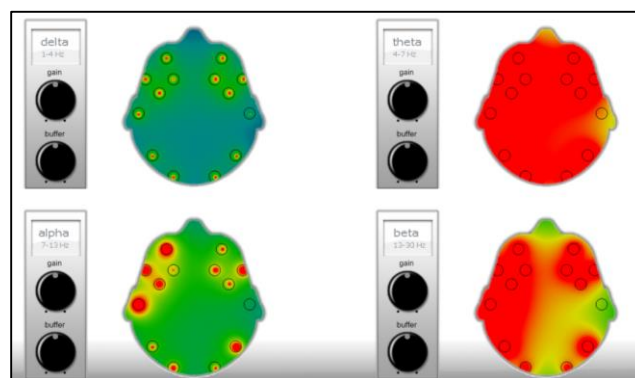 delta
1-4 Hz
gain
buffer
theta
4-7 Hz
gain
buffer
alpha
7-13 Hz
gain
buffer
beta
13-30 Hz
gain
buffer